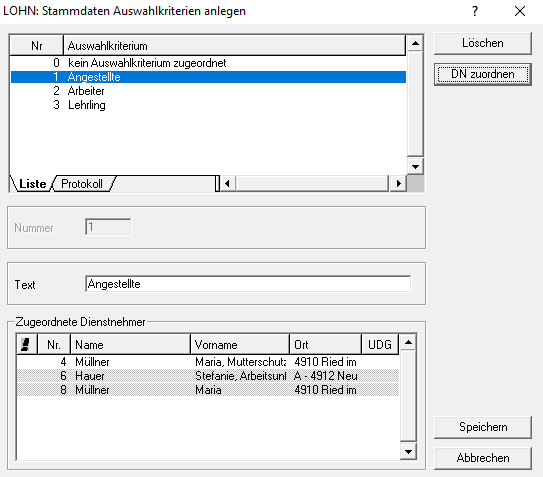 LOHN: Stammdaten Auswahlkriterien anlegen
Nr Auswahlkriterium
0 kein Auswahlkriterium zugeordnet
1 Angestellte
2 Arbeiter
3 Lehrling
Liste Protokoll
Löschen
DN zuordnen
Nummer 1
Text Angestellte
Zugeordnete Dienstnehmer
Nr. Name Vorname Ort UDG
4 Müllner Maria, Mutterschutz 4910 Ried im
6 Hauer Stefanie, Arbeitsunl A - 4912 Neu
8 Müllner Maria 4910 Ried im
Speichern
Abbrechen